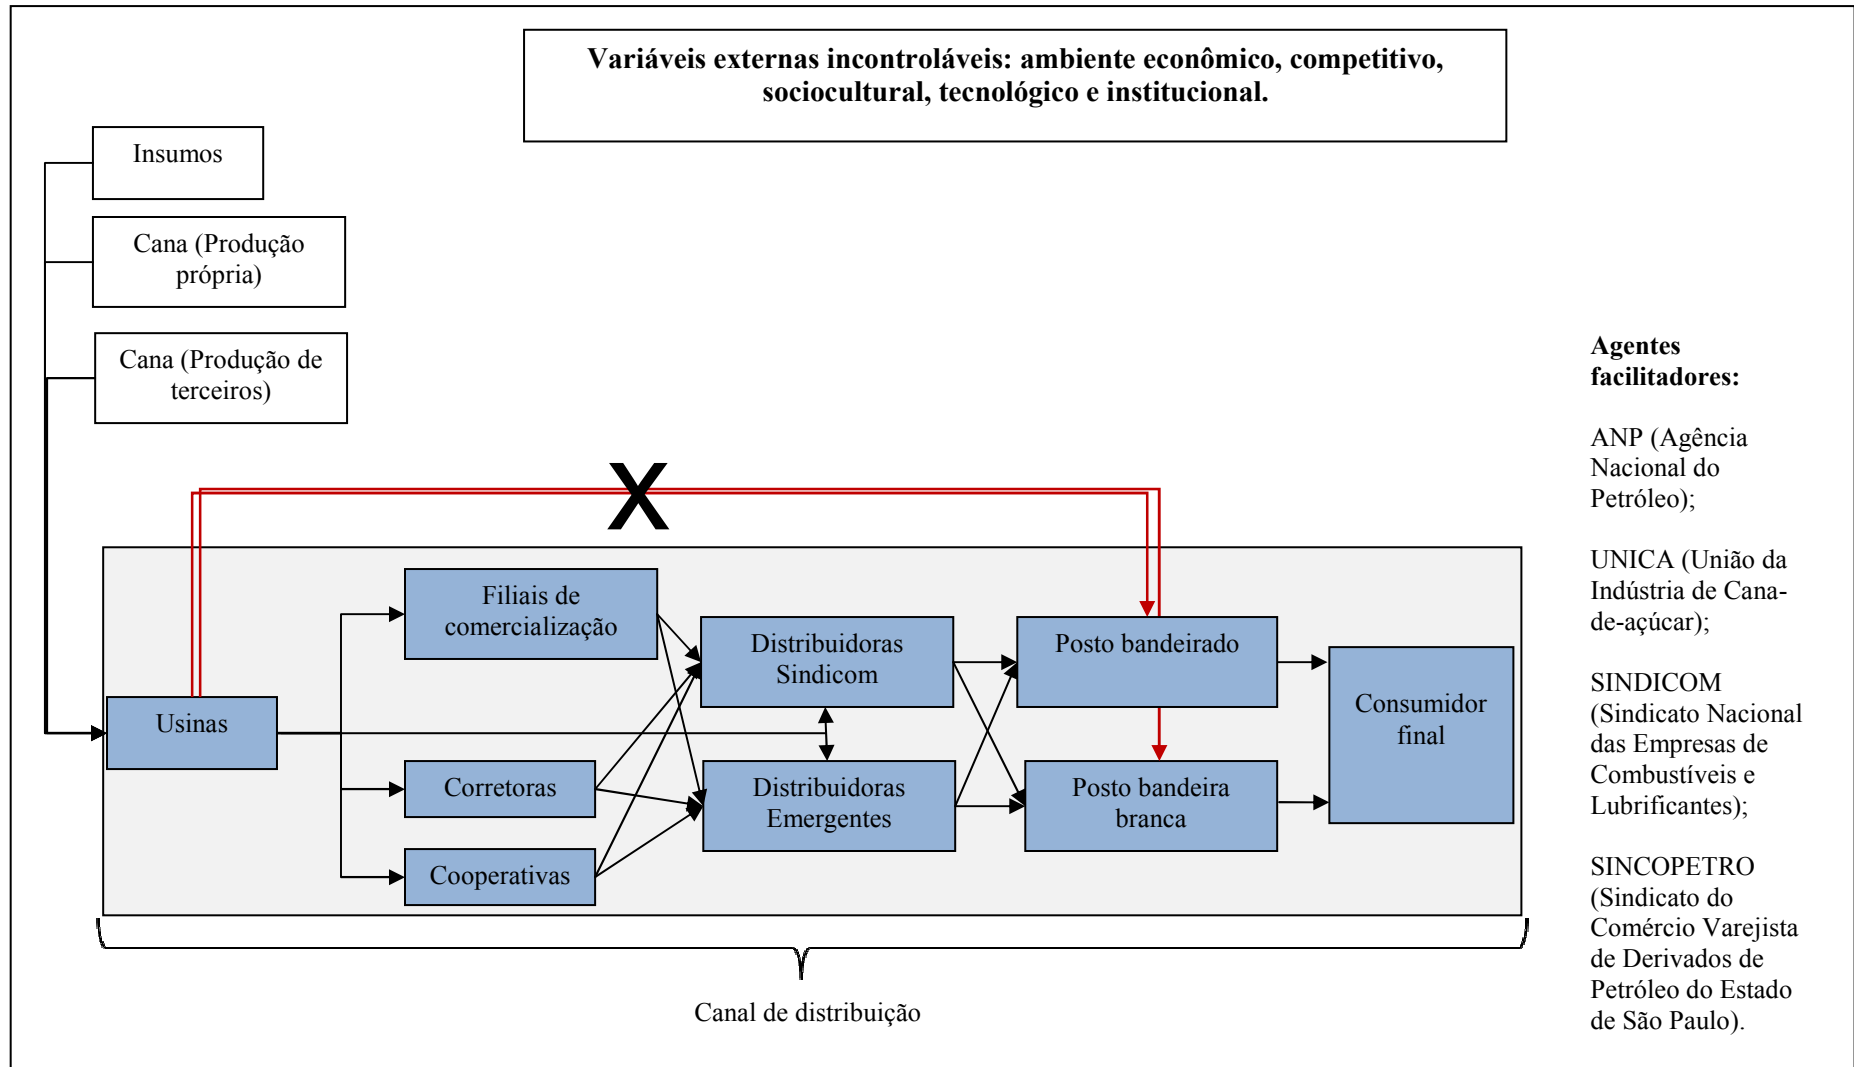 Variáveis externas incontroláveis: ambiente econômico, competitivo,
sociocultural, tecnológico e institucional.
Insumos
Cana (Produção
própria)
Cana (Produção de
terceiros)
X
Usinas
Filiais de
comercialização
Corretoras
Cooperativas
Distribuidoras
Sindicom
Distribuidoras
Emergentes
Posto bandeirado
Posto bandeira
branca
Consumidor
final
Canal de distribuição
Agentes
facilitadores:
ANP (Agência
Nacional do
Petróleo);
UNICA (União da
Indústria de Cana-
de-açúcar);
SINDICOM
(Sindicato Nacional
das Empresas de
Combustíveis e
Lubrificantes);
SINCOPETRO
(Sindicato do
Comércio Varejista
de Derivados de
Petróleo do Estado
de São Paulo).